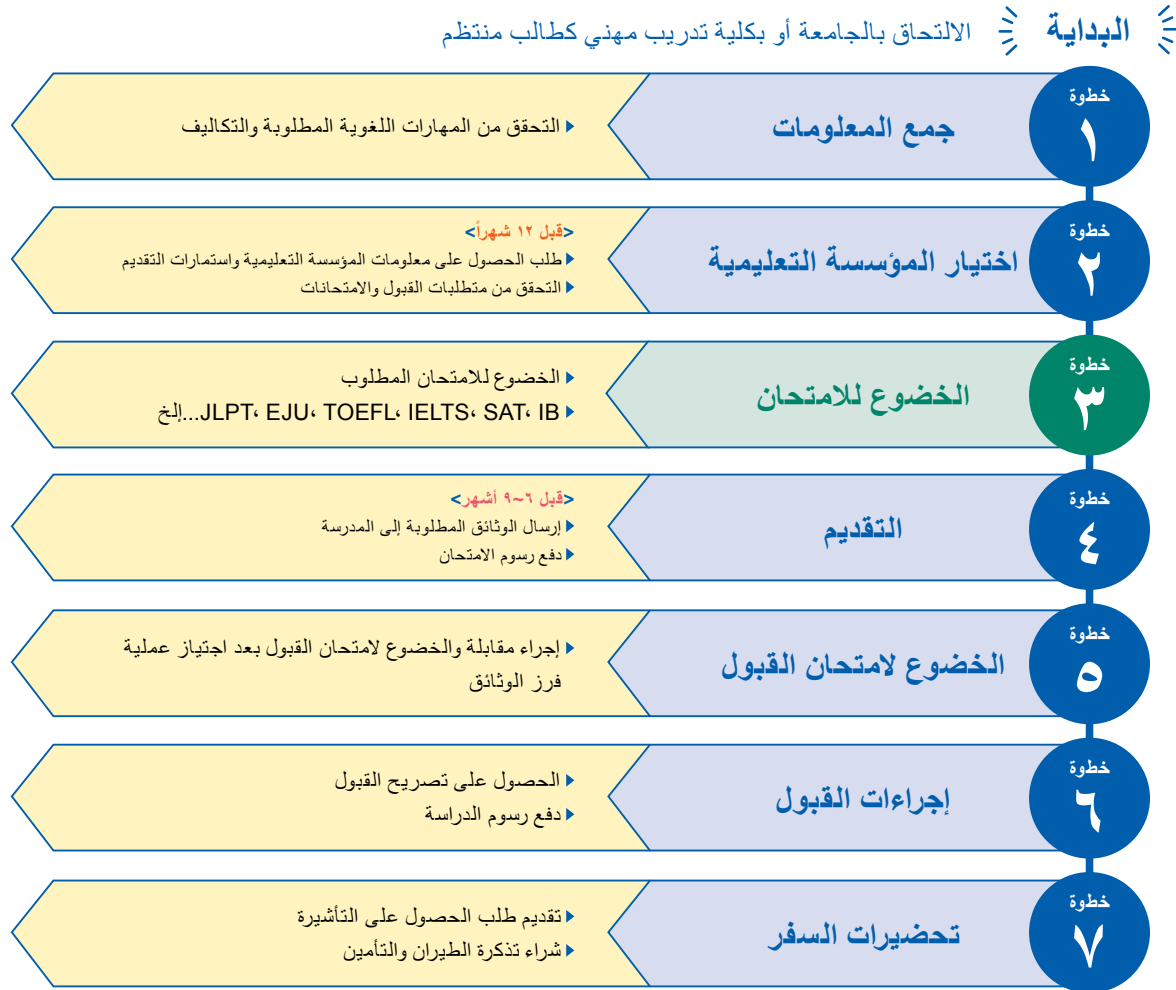 البداية
الالتحاق بالجامعة أو بكلية تدريب مهني كطالب منتظم
خطوة
١
جمع المعلومات
التحقق من المهارات اللغوية المطلوبة والتكاليف
خطوة
٢
اختيار المؤسسة التعليمية
<قبل ١٢ شهراً>
طلب الحصول على معلومات المؤسسة التعليمية واستمارات التقديم
التحقق من متطلبات القبول والامتحانات
خطوة
٣
الخضوع للامتحان
الخضوع للامتحان المطلوب
JLPT، EJU، TOEFL، IELTS، SAT، IB...إلخ
خطوة
٤
التقديم
<قبل ٦~٩ أشهر>
إرسال الوثائق المطلوبة إلى المدرسة
دفع رسوم الامتحان
خطوة
٥
الخضوع لامتحان القبول
إجراء مقابلة والخضوع لامتحان القبول بعد اجتياز عملية
فرز الوثائق
خطوة
٦
إجراءات القبول
الحصول على تصريح القبول
دفع رسوم الدراسة
خطوة
٧
تحضيرات السفر
تقديم طلب الحصول على التأشيرة
شراء تذكرة الطيران والتأمين